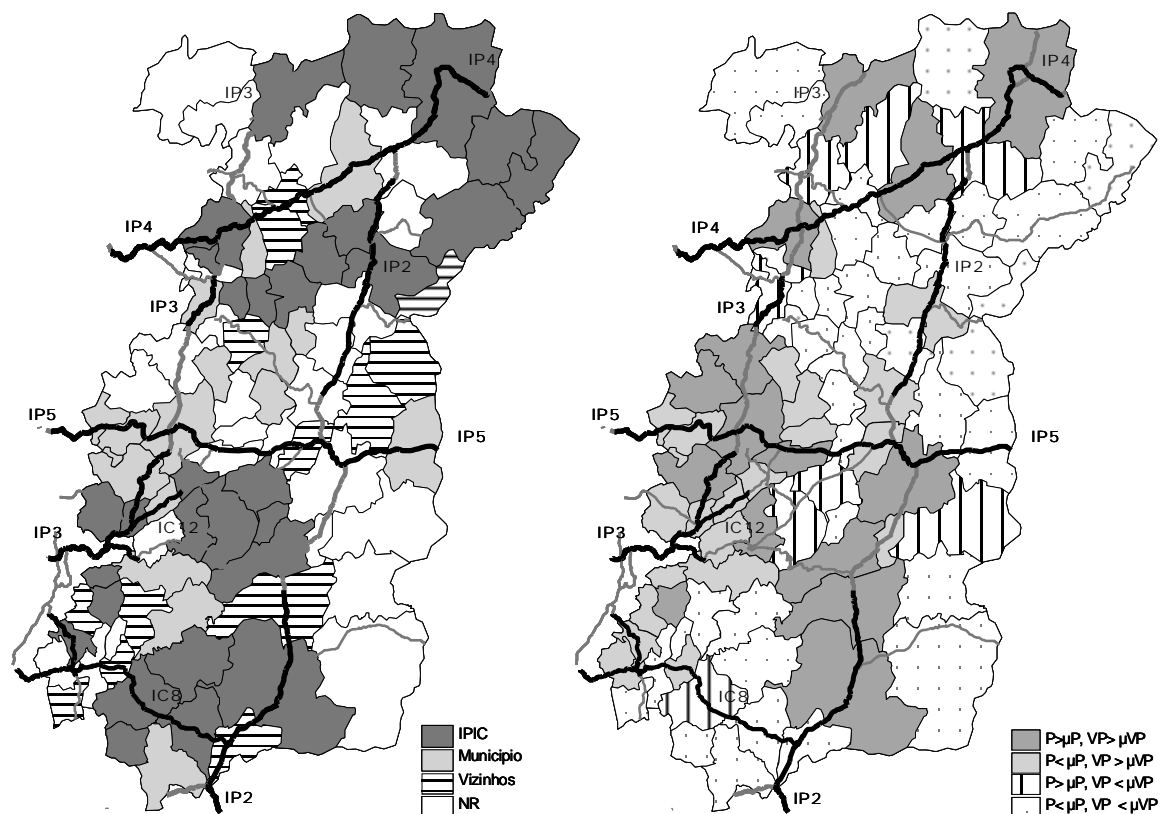 IP4
IP3
IP4
IP2
IP3
IP5
IP5
IP3
IC12
IC8
IP2
IPIC
Municipio
Vizinhos
NR
IP4
IP3
IP4
IP2
IP3
IP5
IP5
IP3
IC12
IC8
IP2
P>µP, VP> µVP
P< µP, VP > µVP
P> µP, VP < µVP
P< µP, VP < µVP